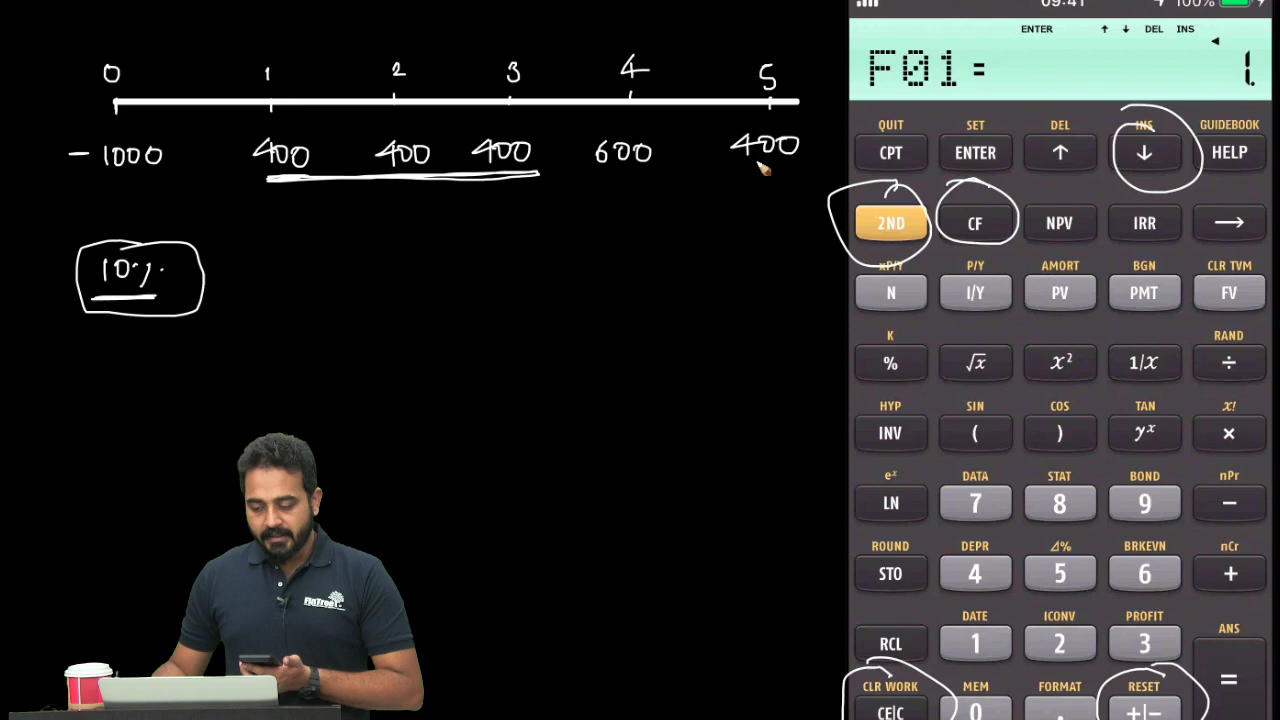 0 1 2 3 4 5
- 1000 400 400 400 600 400
10%
FinTree
09:41 100%
ENTER ↑ ↓ DEL INS
F01= 1.
QUIT SET DEL INS GUIDEBOOK
CPT ENTER ↑ ↓ HELP
2ND CF NPV IRR →
xP/Y P/Y AMORT BGN CLR TVM
N I/Y PV PMT FV
K RAND
% √x x² 1/x ÷
HYP SIN COS TAN x!
INV ( ) yˣ ×
eˣ DATA STAT BOND nPr
LN 7 8 9 −
ROUND DEPR ⊿% BRKEVN nCr
STO 4 5 6 +
DATE ICONV PROFIT ANS
RCL 1 2 3 =
CLR WORK MEM FORMAT RESET
CE|C 0 . +|−